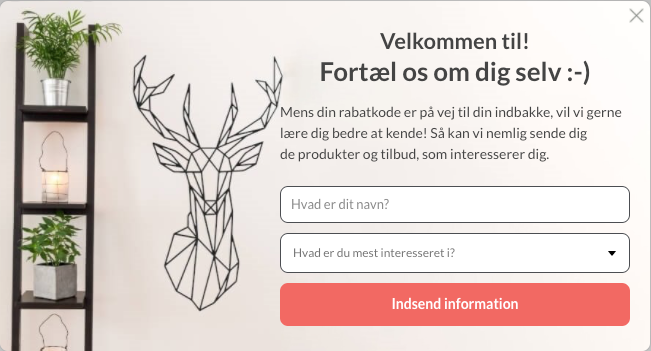 Velkommen til!
Fortæl os om dig selv :-)
Mens din rabatkode er på vej til din indbakke, vil vi gerne
lære dig bedre at kende! Så kan vi nemlig sende dig
de produkter og tilbud, som interesserer dig.
Hvad er dit navn?
Hvad er du mest interesseret i?
Indsend information